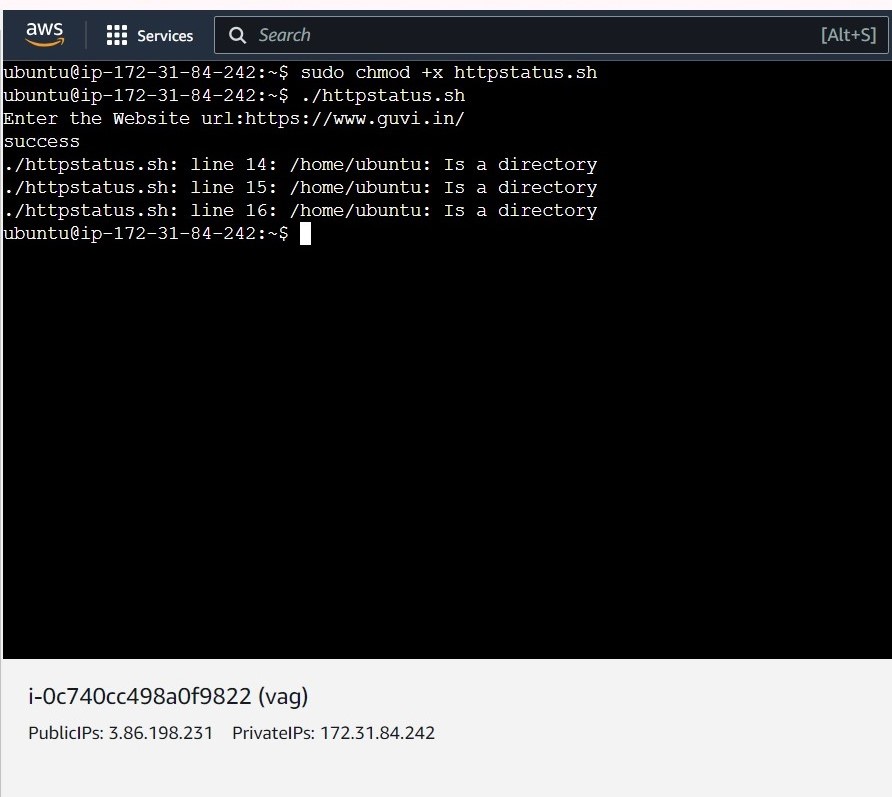 aws Services Search [Alt+S]
ubuntu@ip-172-31-84-242:~$ sudo chmod +x httpstatus.sh
ubuntu@ip-172-31-84-242:~$ ./httpstatus.sh
Enter the Website url:https://www.guvi.in/
success
./httpstatus.sh: line 14: /home/ubuntu: Is a directory
./httpstatus.sh: line 15: /home/ubuntu: Is a directory
./httpstatus.sh: line 16: /home/ubuntu: Is a directory
ubuntu@ip-172-31-84-242:~$
i-0c740cc498a0f9822 (vag)
PublicIPs: 3.86.198.231 PrivateIPs: 172.31.84.242